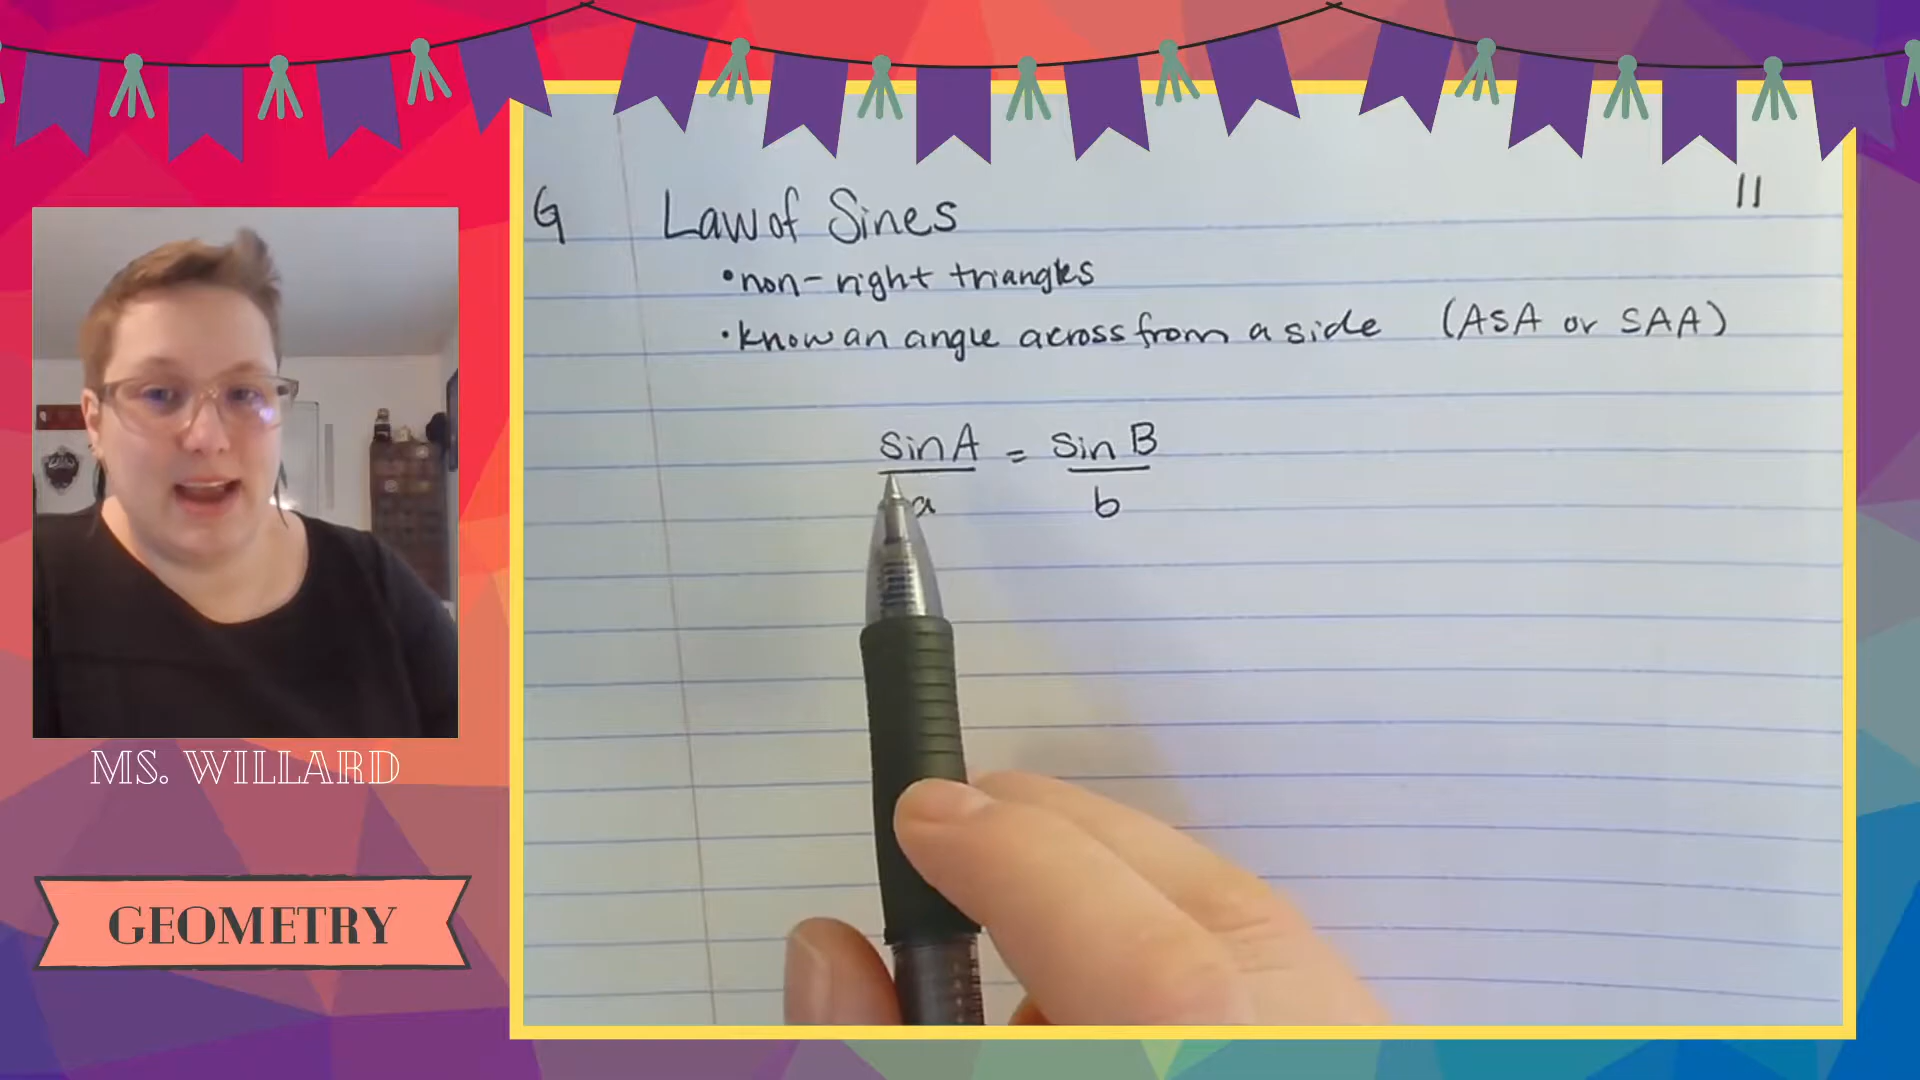 G Law of Sines 11
•non-right triangles
•know an angle across from a side (ASA or SAA)
sin A = sin B
a b
MS. WILLARD
GEOMETRY